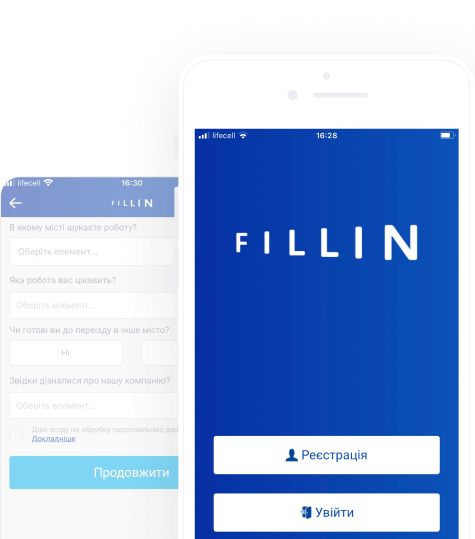 lifecell 16:28
FILLIN
Реєстрація
Увійти
lifecell 16:30
FILLIN
В якому місті шукаєте роботу?
Оберіть елемент...
Яка робота вас цікавить?
Оберіть елемент...
Чи готові ви до переїзду в інше місто?
Ні
Звідки дізналися про нашу компанію?
Оберіть елемент...
Даю згоду на обробку персональних
Докладніше
Продовжити